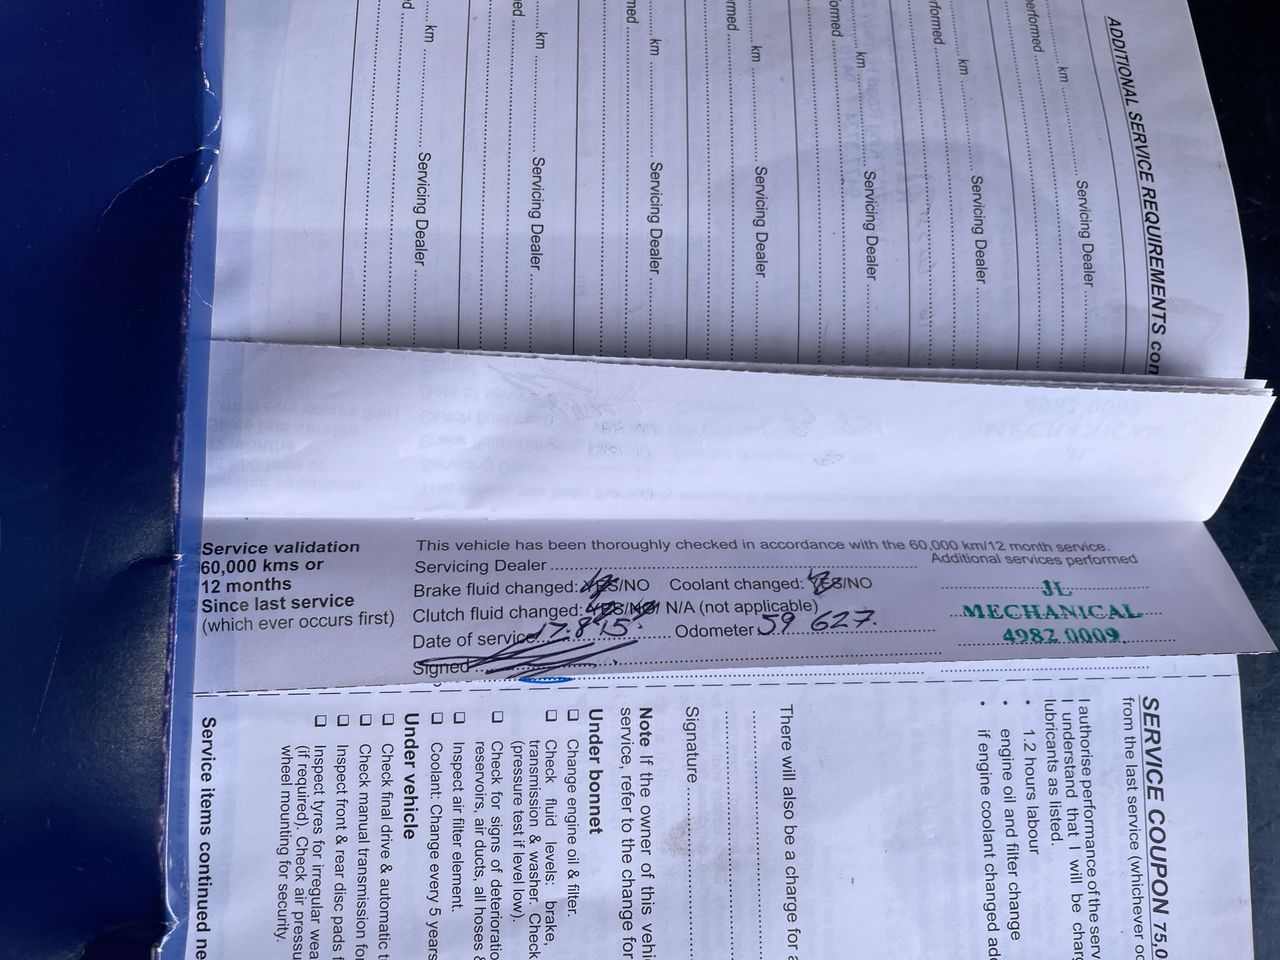 ADDITIONAL SERVICE REQUIREMENTS con
erformed km Servicing Dealer
erformed km Servicing Dealer
ormed km Servicing Dealer
rmed km Servicing Dealer
med km Servicing Dealer
ed km Servicing Dealer
d km Servicing Dealer
Service validation
60,000 kms or
12 months
Since last service
(which ever occurs first)
This vehicle has been thoroughly checked in accordance with the 60,000 km/12 month service.
Servicing Dealer
Brake fluid changed: YES/NO Coolant changed: YES/NO
Clutch fluid changed: YES/NO/ N/A (not applicable)
Date of service 17.8.15. Odometer 59 627.
Signed
Additional services performed
JL
MECHANICAL
4982 0009
SERVICE COUPON 75,0
from the last service (whichever oc
I authorise performance of the serv
I understand that I will be charg
lubricants as listed.
• 1.2 hours labour
• engine oil and filter change
• if engine coolant changed add
There will also be a charge for a
Signature
Note If the owner of this vehi
service, refer to the change for
Under bonnet
Change engine oil & filter.
Check fluid levels: brake,
transmission & washer. Check
(pressure test if level low).
Check for signs of deterioratio
reservoirs, air ducts, all hoses &
Inspect air filter element.
Coolant: Change every 5 years
Under vehicle
Check final drive & automatic t
Check manual transmission for
Inspect front & rear disc pads f
Inspect tyres for irregular wea
(if required). Check air pressu
wheel mounting for security.
Service items continued ne